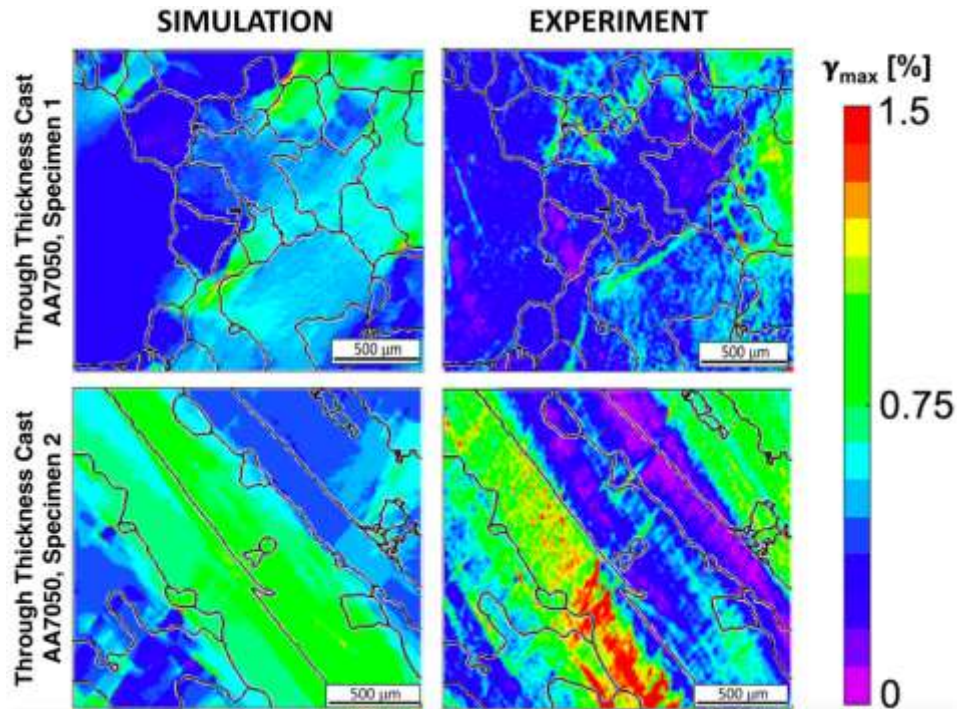 SIMULATION
EXPERIMENT
Through Thickness Cast
AA7050, Specimen 1
500 µm
500 µm
γmax [%]
1.5
0.75
0
Through Thickness Cast
AA7050, Specimen 2
500 µm
500 µm